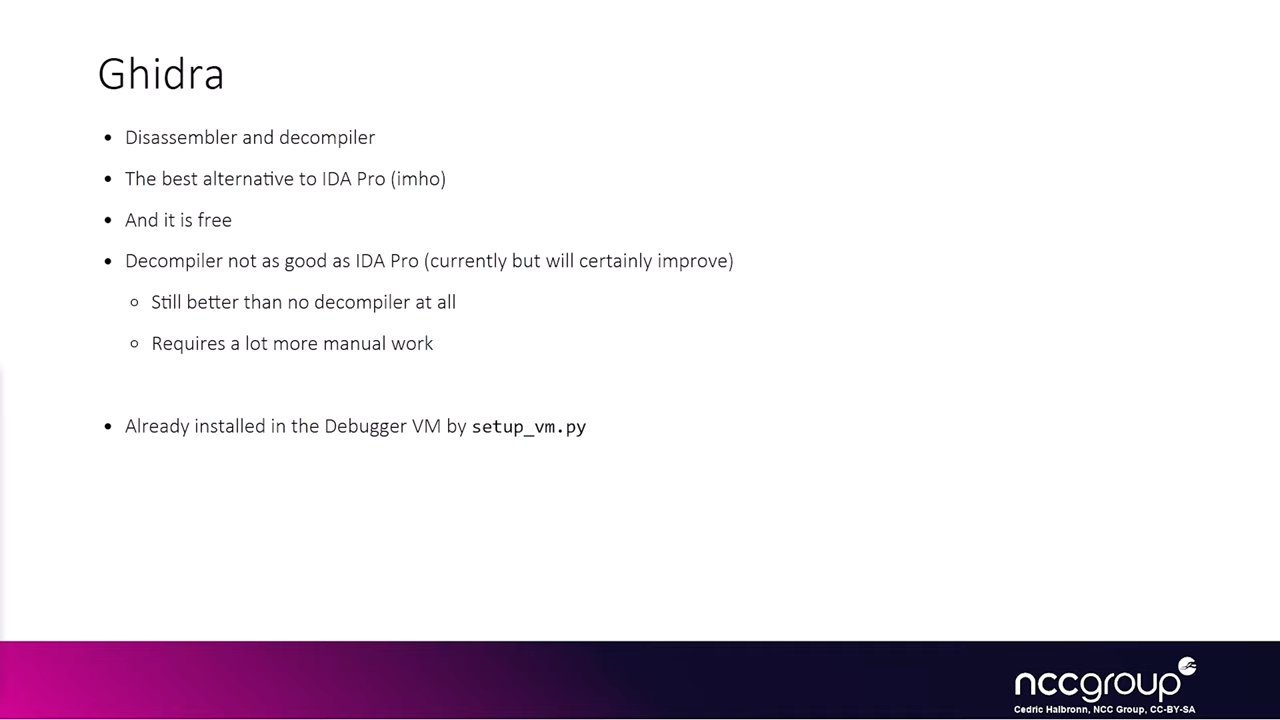 Ghidra
• Disassembler and decompiler
• The best alternative to IDA Pro (imho)
• And it is free
• Decompiler not as good as IDA Pro (currently but will certainly improve)
○ Still better than no decompiler at all
○ Requires a lot more manual work
• Already installed in the Debugger VM by setup_vm.py
nccgroup
Cedric Halbronn, NCC Group, CC-BY-SA